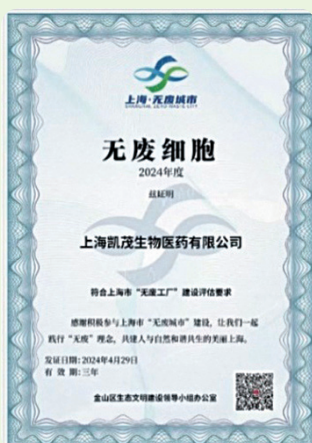 上海·无废城市
SHANGHAI·ZERO-WASTE CITY
无废细胞
2024年度
兹证明
上海凯茂生物医药有限公司
符合上海市“无废工厂”建设评估要求
感谢积极参与上海市“无废城市”建设，让我们一起
践行“无废”理念，共建人与自然和谐共生的美丽上海。
发证日期：2024年4月29日
有 效 期：三年
金山区生态文明建设领导小组办公室